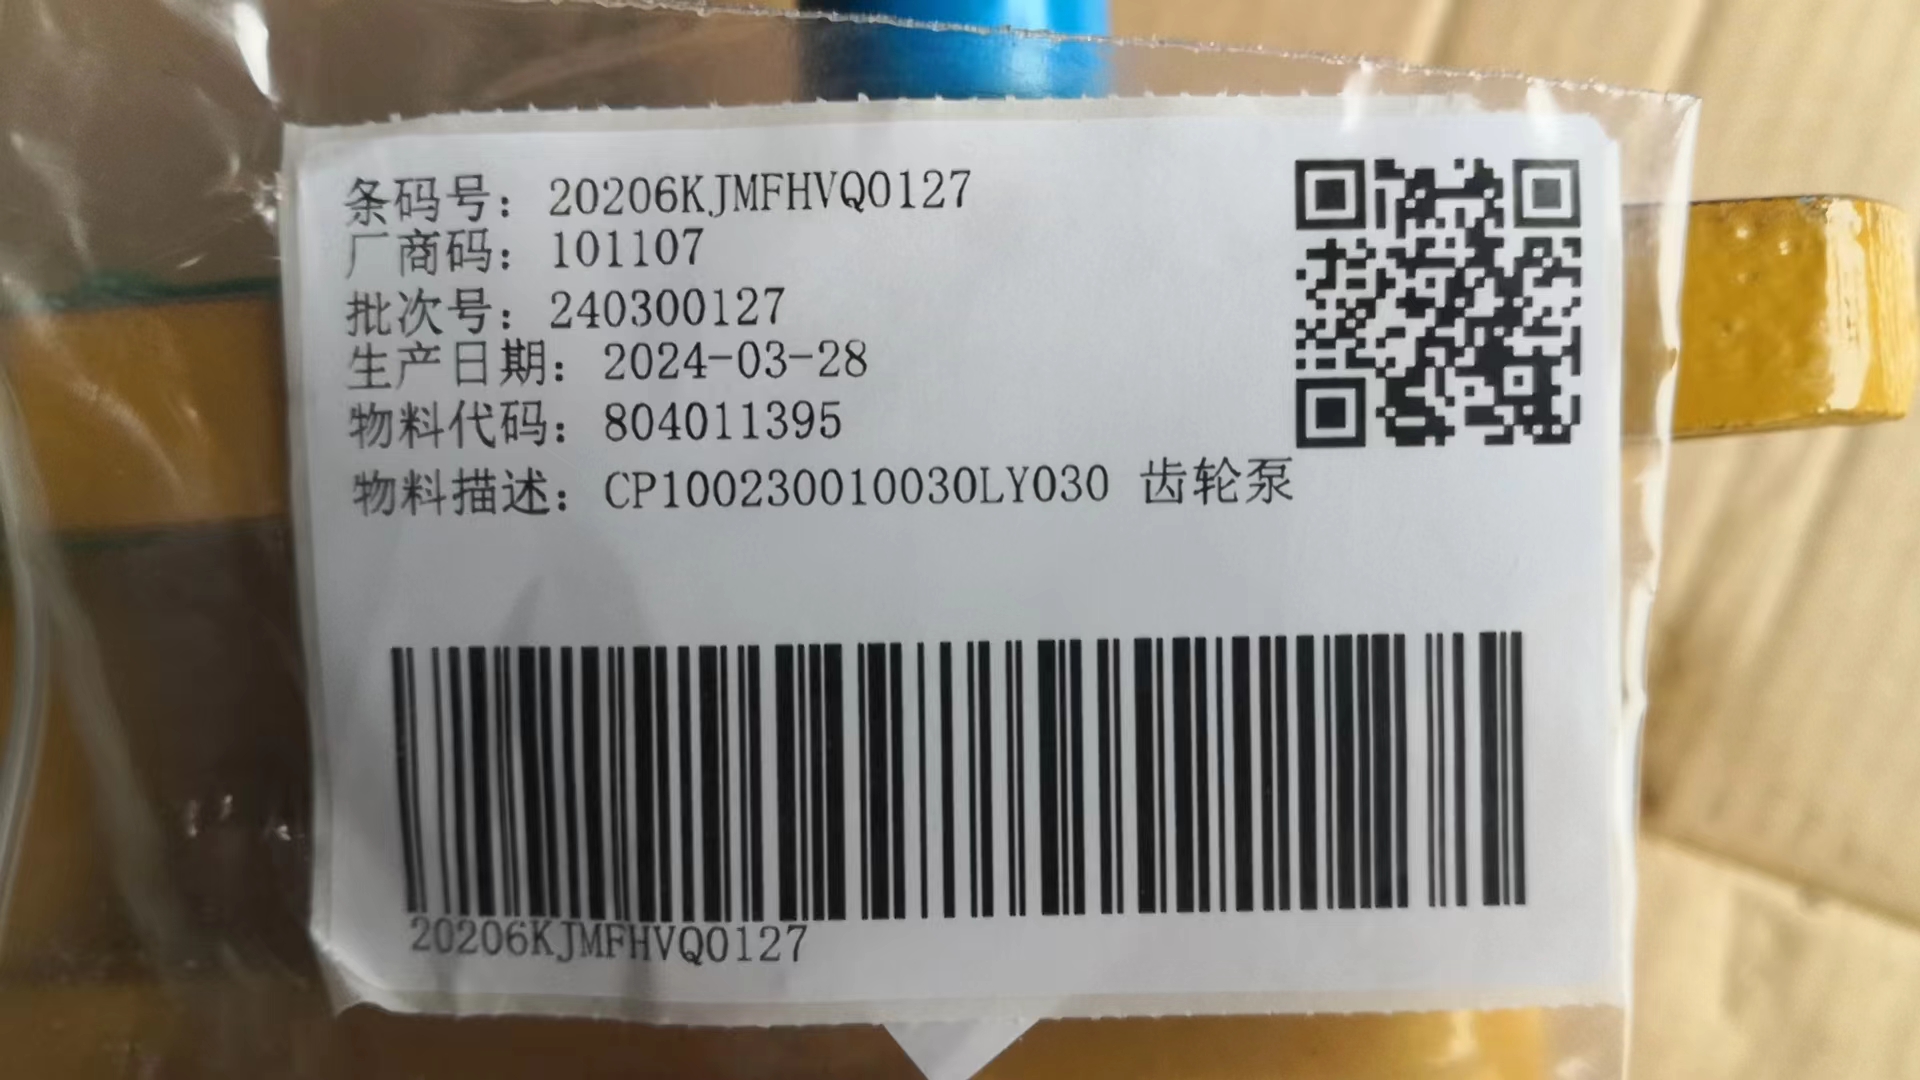 条码号: 20206KJMFHVQ0127
厂商码: 101107
批次号: 240300127
生产日期: 2024-03-28
物料代码: 804011395
物料描述: CP100230010030LY030 齿轮泵
20206KJMFHVQ0127